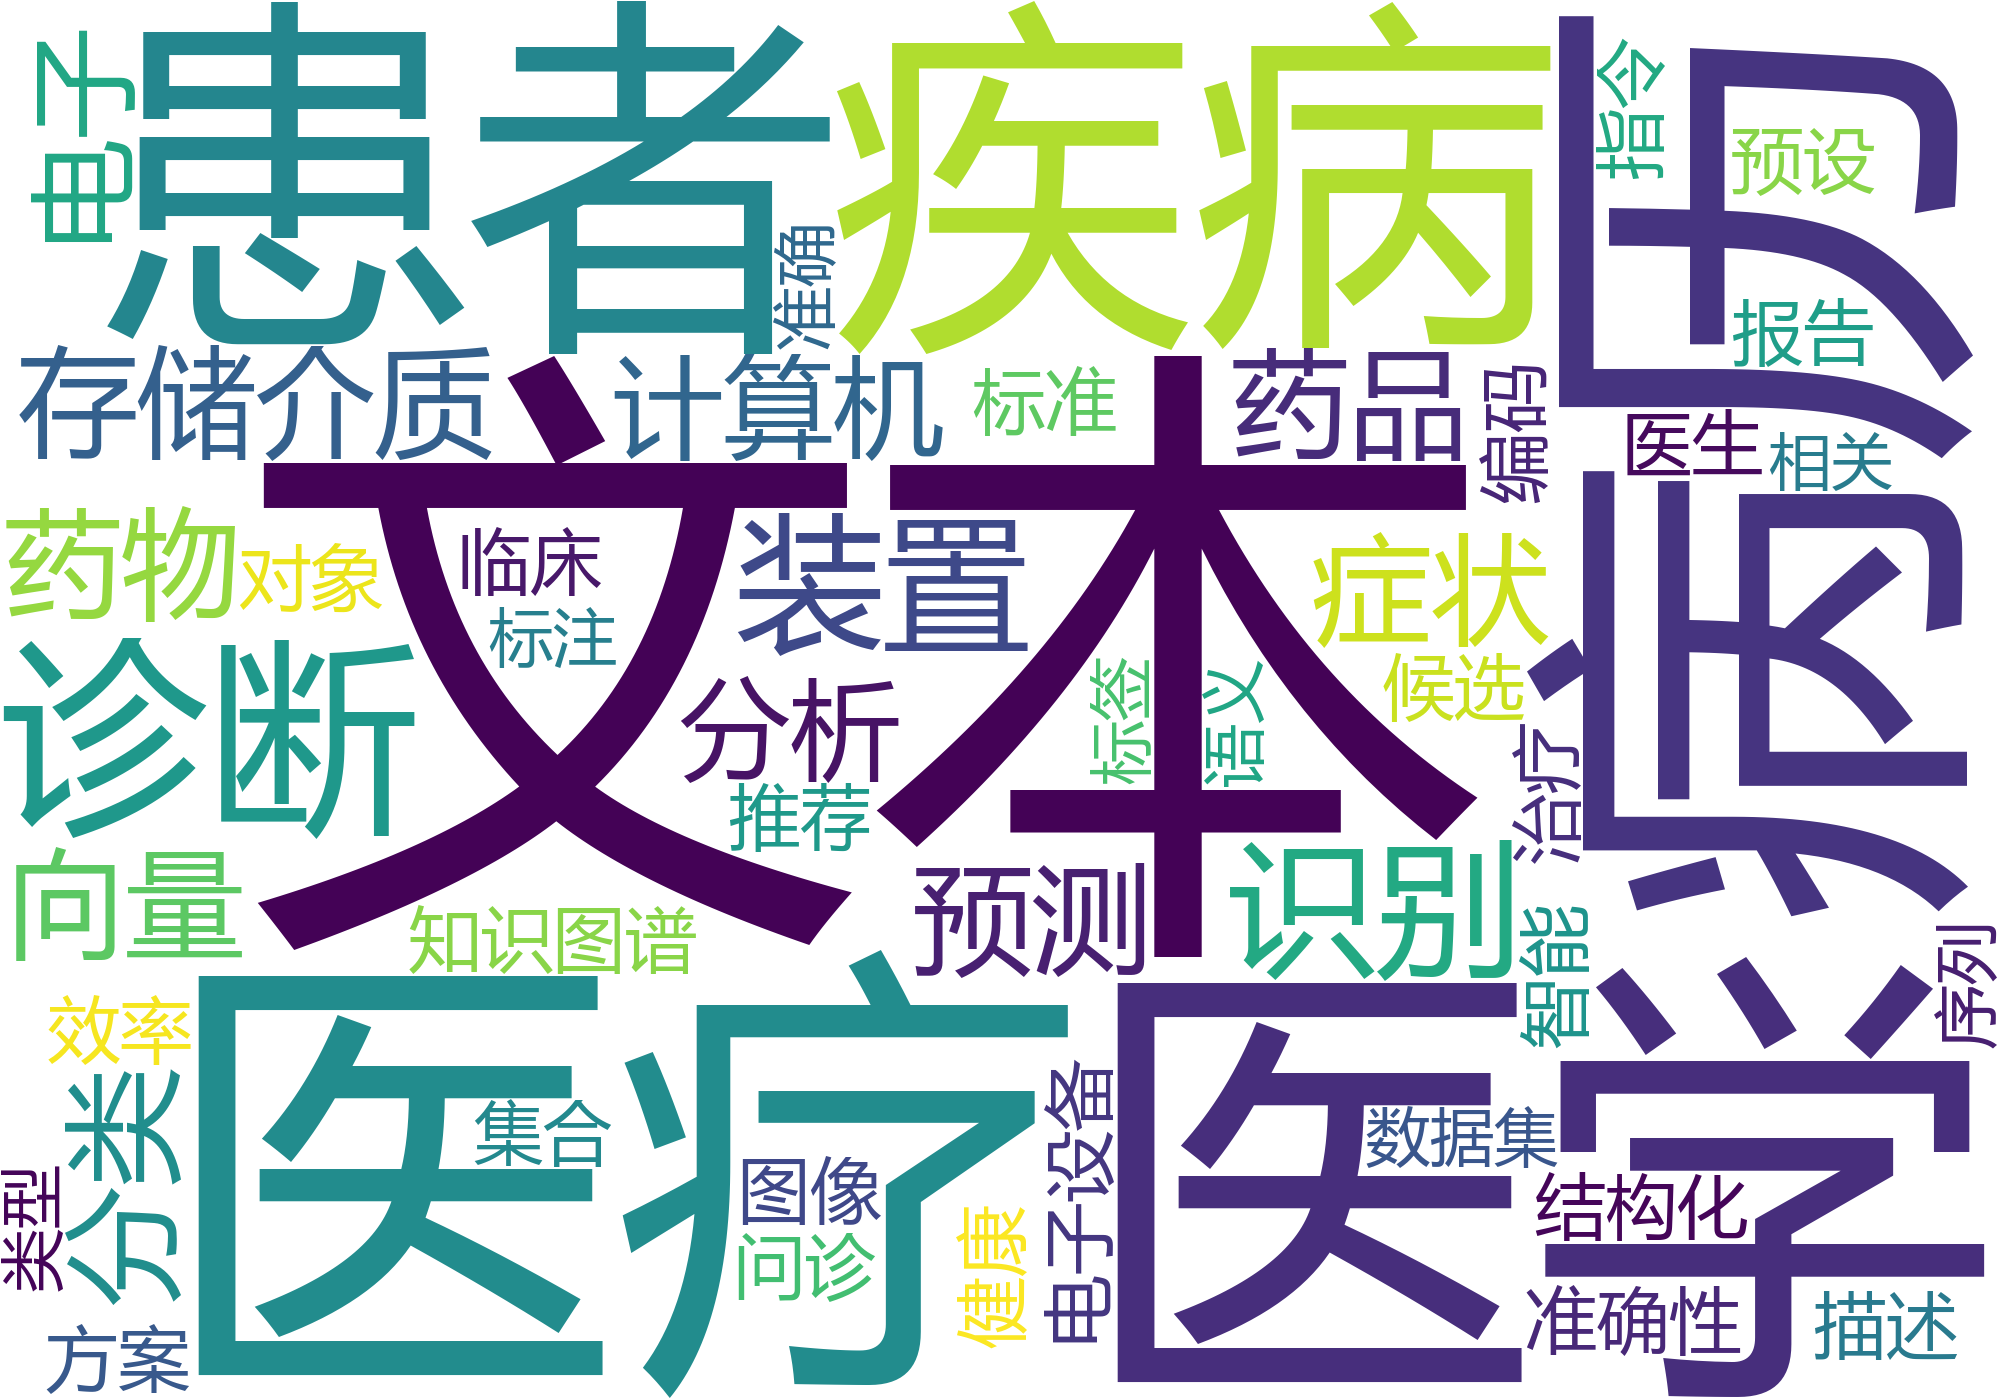 电子
患者
疾病
病历
指令
预设
报告
准确
存储介质
计算机
标准
药品
编码
医生
相关
文本
药物
对象
临床
标注
装置
症状
候选
诊断
分析
推荐
标签
语义
治疗
向量
知识图谱
预测
识别
智能
序列
效率
医疗
医学
分类
类型
集合
图像
问诊
健康
电子设备
数据集
结构化
准确性
描述
方案